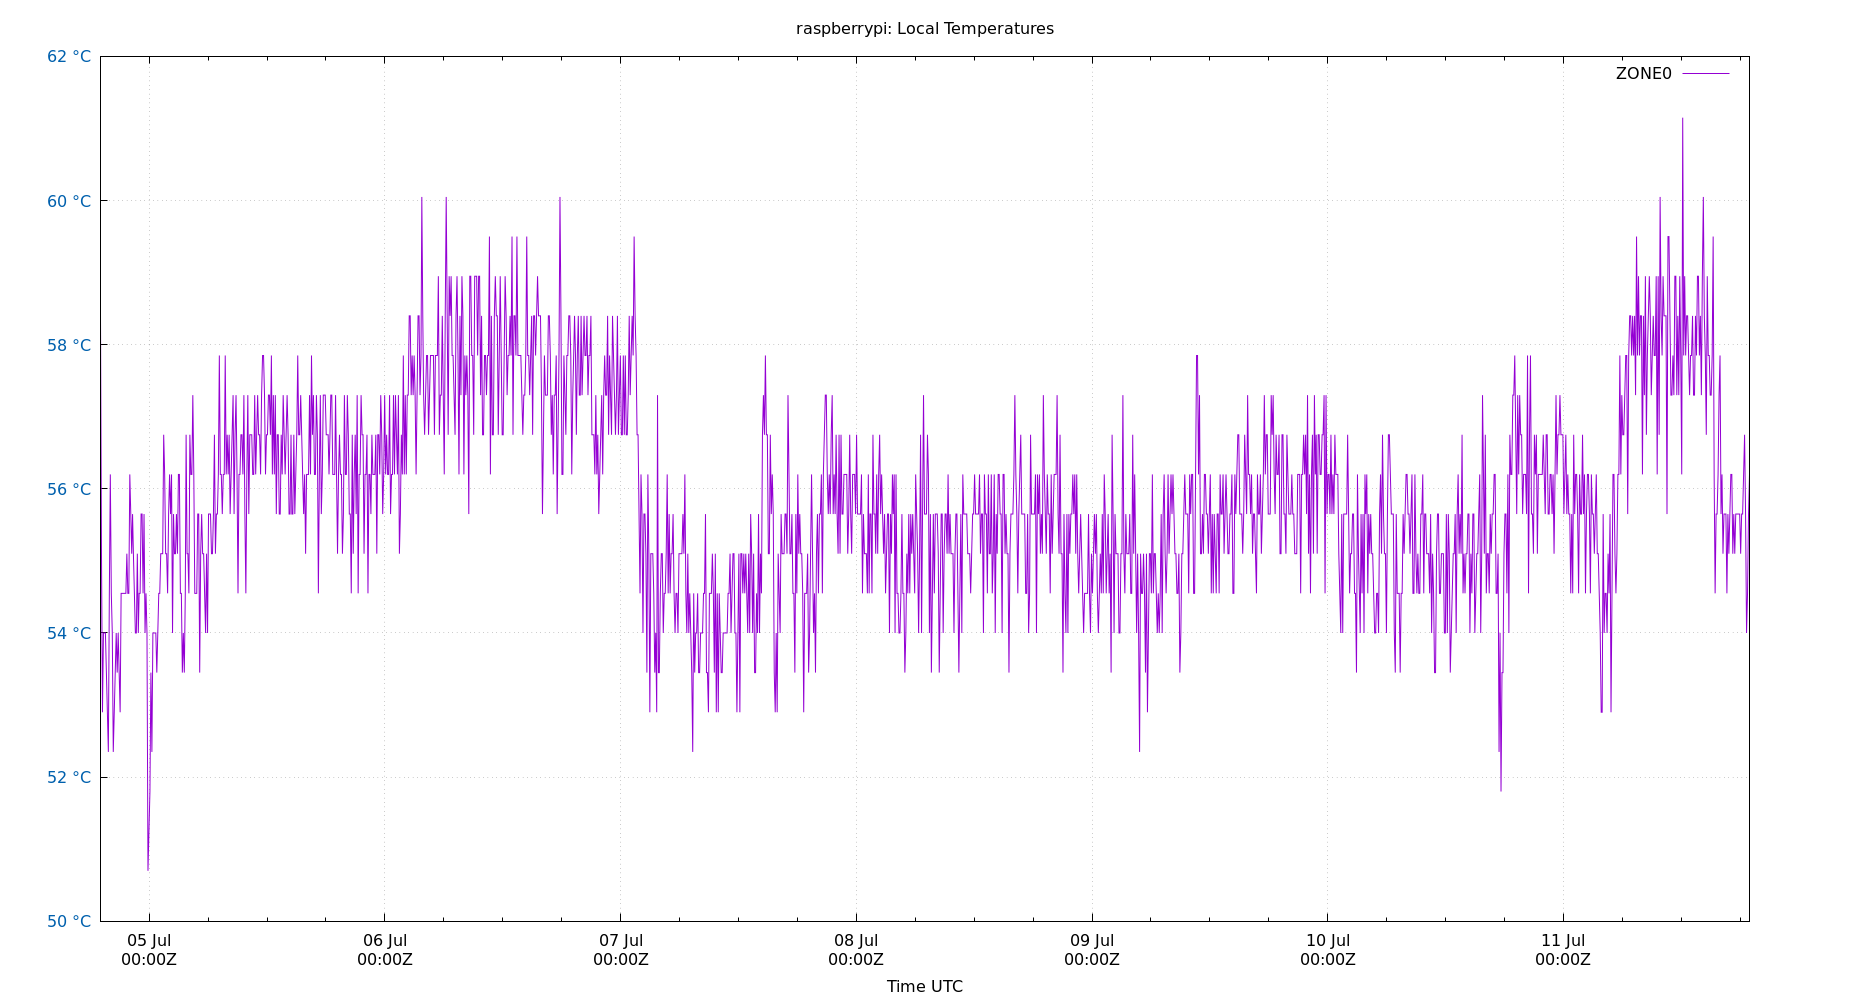 raspberrypi: Local Temperatures
62 °C
ZONE0
60 °C
58 °C
56 °C
54 °C
52 °C
50 °C
05 Jul 06 Jul 07 Jul 08 Jul 09 Jul 10 Jul 11 Jul
00:00Z 00:00Z 00:00Z 00:00Z 00:00Z 00:00Z 00:00Z
Time UTC